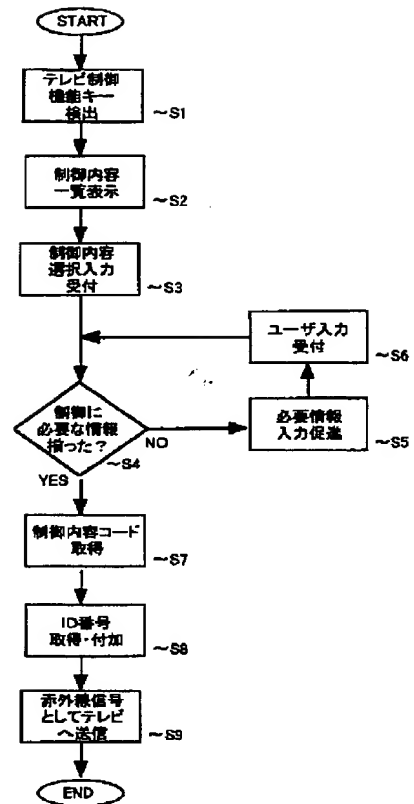 START
テレビ制御
機能キー
検出
~S1
制御内容
一覧表示
~S2
制御内容
選択入力
受付
~S3
ユーザ入力
受付
~S6
制御に
必要な情報
揃った？
~S4
NO
YES
必要情報
入力促進
~S5
制御内容コード
取得
~S7
ID番号
取得・付加
~S8
赤外線信号
としてテレビ
へ送信
~S9
END